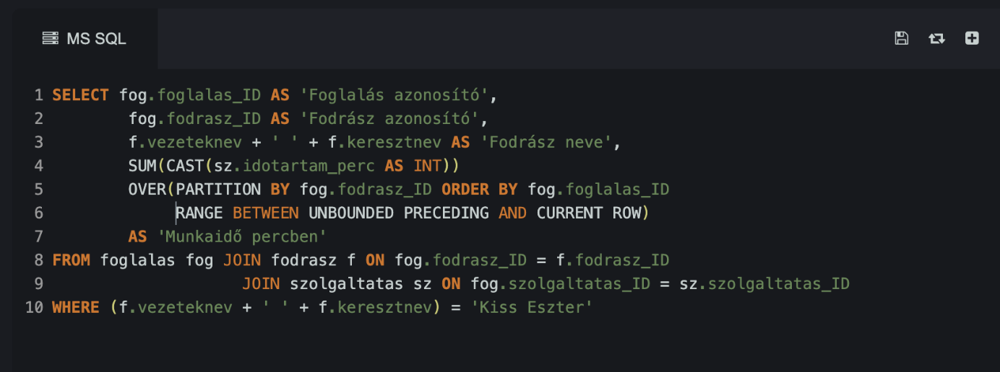 MS SQL
1 SELECT fog.foglalas_ID AS 'Foglalás azonosító',
2 fog.fodrasz_ID AS 'Fodrász azonosító',
3 f.vezeteknev + ' ' + f.keresztnev AS 'Fodrász neve',
4 SUM(CAST(sz.idotartam_perc AS INT))
5 OVER(PARTITION BY fog.fodrasz_ID ORDER BY fog.foglalas_ID
6 RANGE BETWEEN UNBOUNDED PRECEDING AND CURRENT ROW)
7 AS 'Munkaidő percben'
8 FROM foglalas fog JOIN fodrasz f ON fog.fodrasz_ID = f.fodrasz_ID
9 JOIN szolgaltatas sz ON fog.szolgaltatas_ID = sz.szolgaltatas_ID
10 WHERE (f.vezeteknev + ' ' + f.keresztnev) = 'Kiss Eszter'